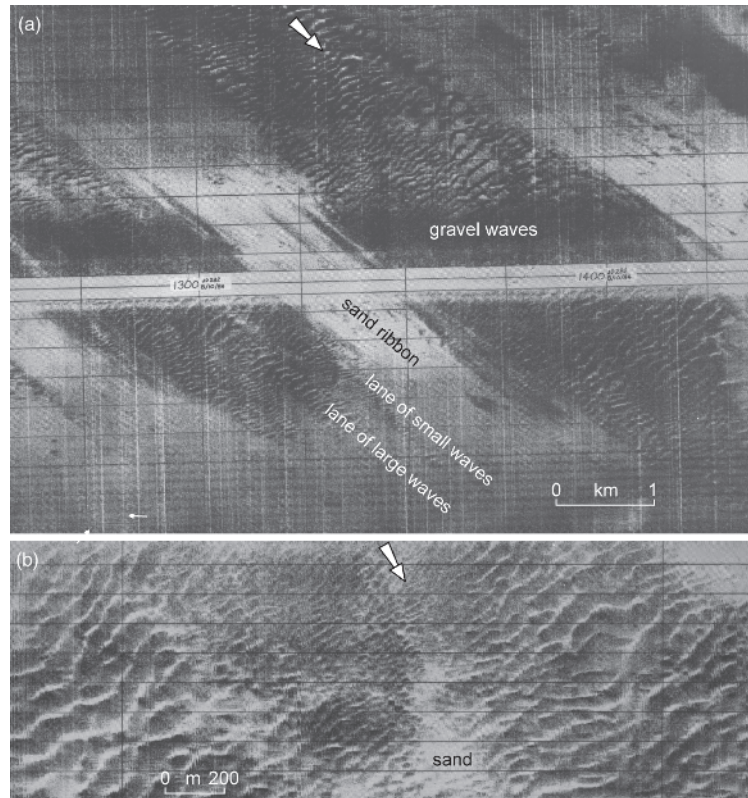 (a)
gravel waves
1300
1400
sand ribbon
lane of small waves
lane of large waves
0 km 1
(b)
sand
0 m 200